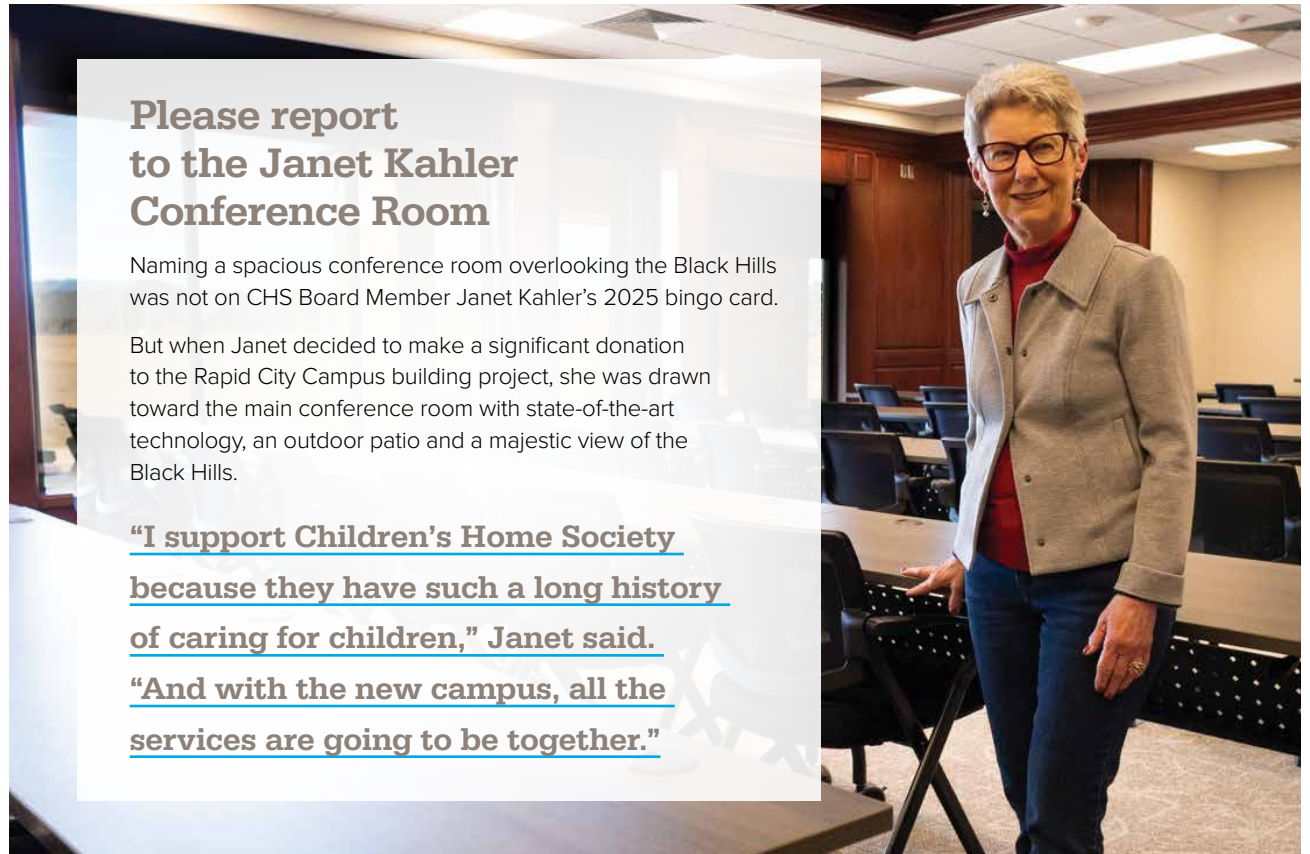 Please report
to the Janet Kahler
Conference Room
Naming a spacious conference room overlooking the Black Hills
was not on CHS Board Member Janet Kahler’s 2025 bingo card.
But when Janet decided to make a significant donation
to the Rapid City Campus building project, she was drawn
toward the main conference room with state-of-the-art
technology, an outdoor patio and a majestic view of the
Black Hills.
“I support Children’s Home Society
because they have such a long history
of caring for children,” Janet said.
“And with the new campus, all the
services are going to be together.”